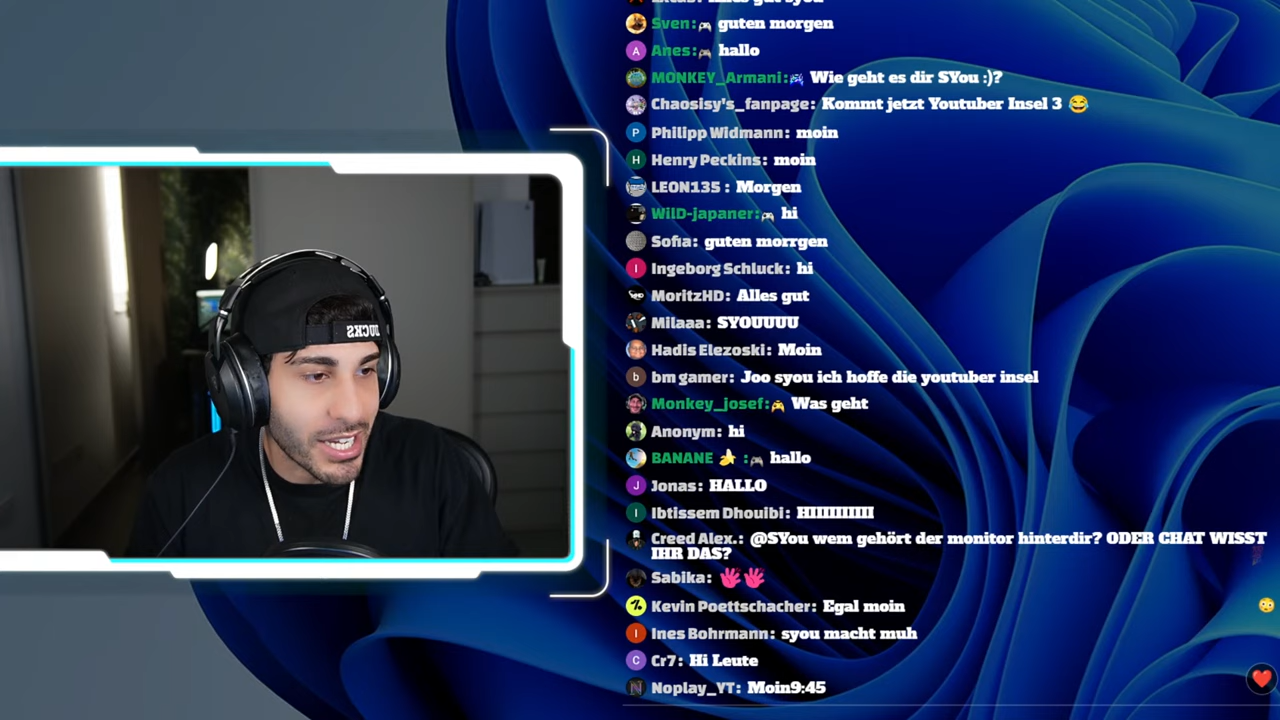 Sven: guten morgen
A Anes: hallo
MONKEY_Armani: Wie geht es dir SYou :)?
Chaosisy's_fanpage: Kommt jetzt Youtuber Insel 3 😂
P Philipp Widmann: moin
H Henry Peckins: moin
LEON135 : Morgen
WilD-japaner: hi
Sofia: guten morrgen
I Ingeborg Schluck: hi
MoritzHD: Alles gut
Milaaa: SYOUUUU
Hadis Elezoski: Moin
b bm gamer: Joo syou ich hoffe die youtuber insel
Monkey_josef: Was geht
Anonym: hi
BANANE 🍌 : hallo
J Jonas: HALLO
I Ibtissem Dhouibi: HIIIIIIIIII
Creed Alex.: @SYou wem gehört der monitor hinterdir? ODER CHAT WISST
IHR DAS?
Sabika: 👋👋
Kevin Poettschacher: Egal moin
I Ines Bohrmann: syou macht muh
C Cr7: Hi Leute
N Noplay_YT: Moin9:45